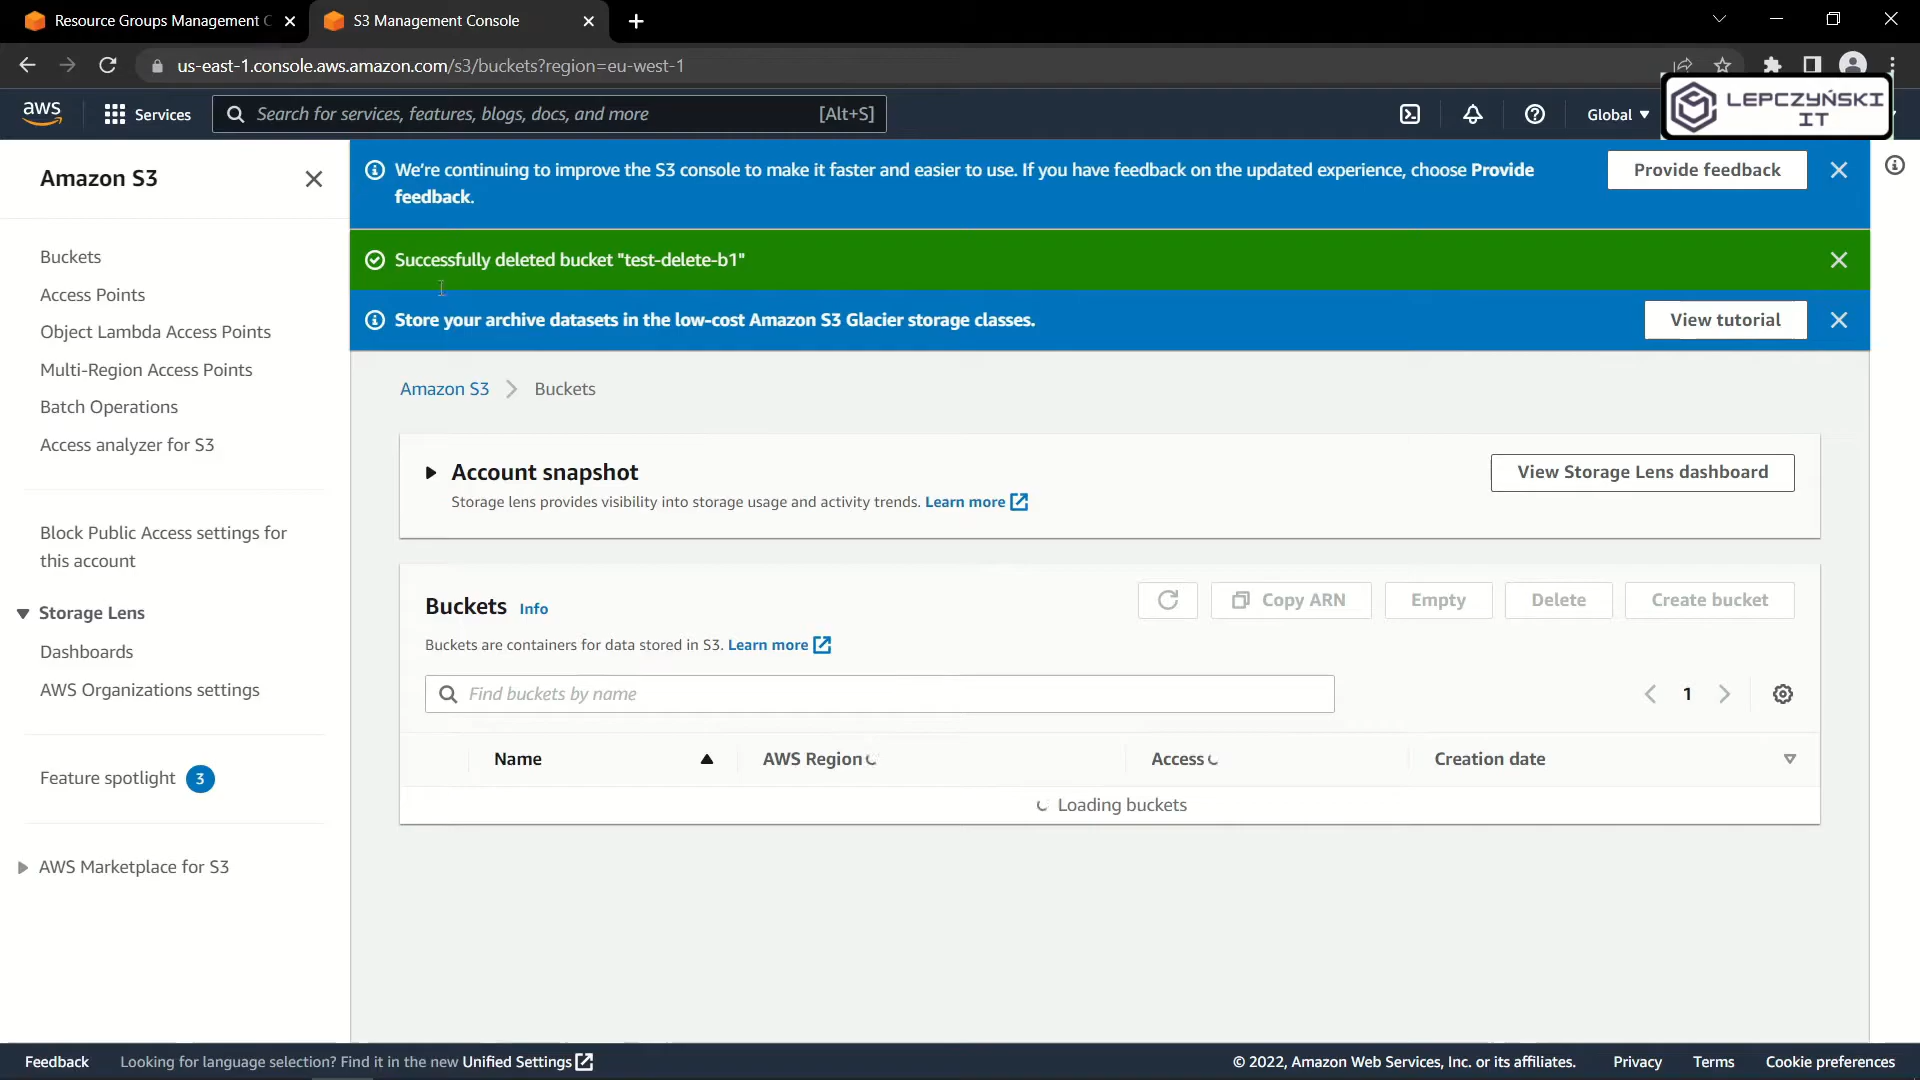 Resource Groups Management C
S3 Management Console
us-east-1.console.aws.amazon.com/s3/buckets?region=eu-west-1
aws
Services
Search for services, features, blogs, docs, and more
[Alt+S]
Global
LEPCZYŃSKI
IT
Amazon S3
Buckets
Access Points
Object Lambda Access Points
Multi-Region Access Points
Batch Operations
Access analyzer for S3
Block Public Access settings for
this account
Storage Lens
Dashboards
AWS Organizations settings
Feature spotlight 3
AWS Marketplace for S3
We're continuing to improve the S3 console to make it faster and easier to use. If you have feedback on the updated experience, choose Provide
feedback.
Provide feedback
Successfully deleted bucket "test-delete-b1"
Store your archive datasets in the low-cost Amazon S3 Glacier storage classes.
View tutorial
Amazon S3
Buckets
Account snapshot
Storage lens provides visibility into storage usage and activity trends. Learn more
View Storage Lens dashboard
Buckets Info
Copy ARN
Empty
Delete
Create bucket
Buckets are containers for data stored in S3. Learn more
Find buckets by name
1
Name
AWS Region
Access
Creation date
Loading buckets
Feedback
Looking for language selection? Find it in the new Unified Settings
© 2022, Amazon Web Services, Inc. or its affiliates.
Privacy
Terms
Cookie preferences